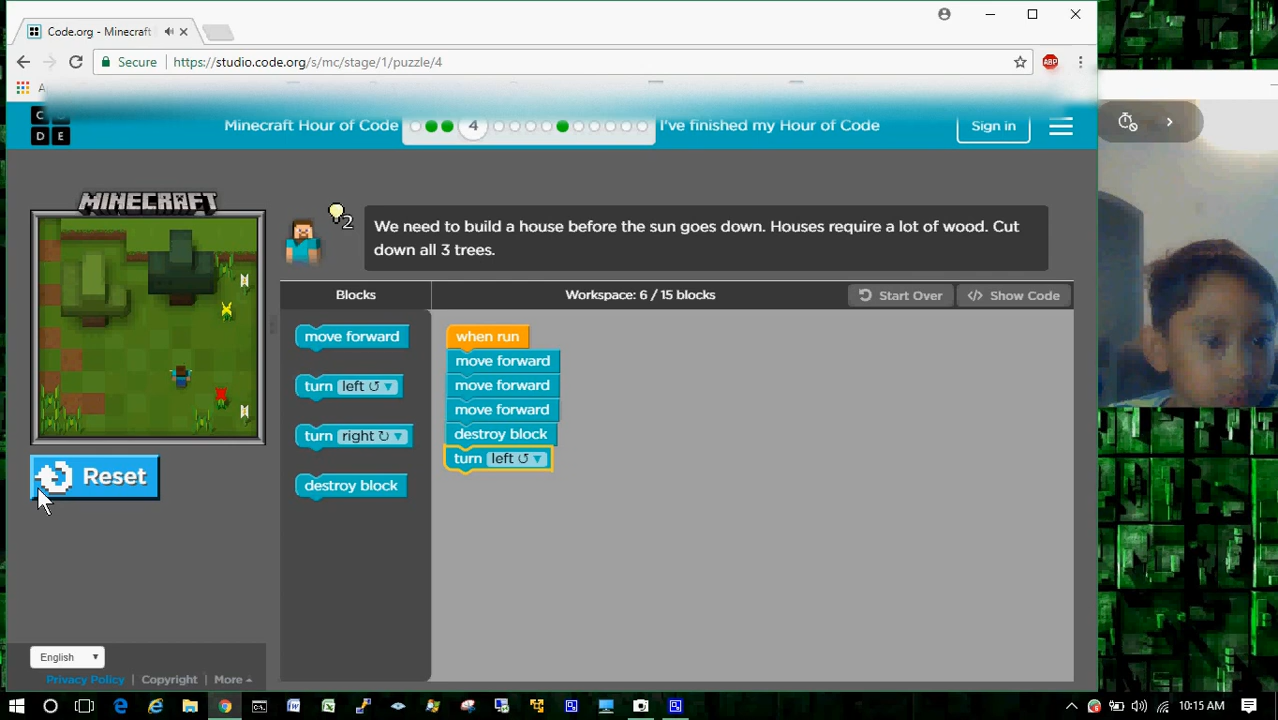 Code.org - Minecraft
Secure https://studio.code.org/s/mc/stage/1/puzzle/4
ABP
C
D E
Minecraft Hour of Code
4
I've finished my Hour of Code
Sign in
MINECRAFT
2
We need to build a house before the sun goes down. Houses require a lot of wood. Cut
down all 3 trees.
Blocks
Workspace: 6 / 15 blocks
Start Over
</> Show Code
move forward
turn left ↺ ▼
turn right ↻ ▼
destroy block
when run
move forward
move forward
move forward
destroy block
turn left ↺ ▼
Reset
English ▼
Privacy Policy | Copyright | More
10:15 AM